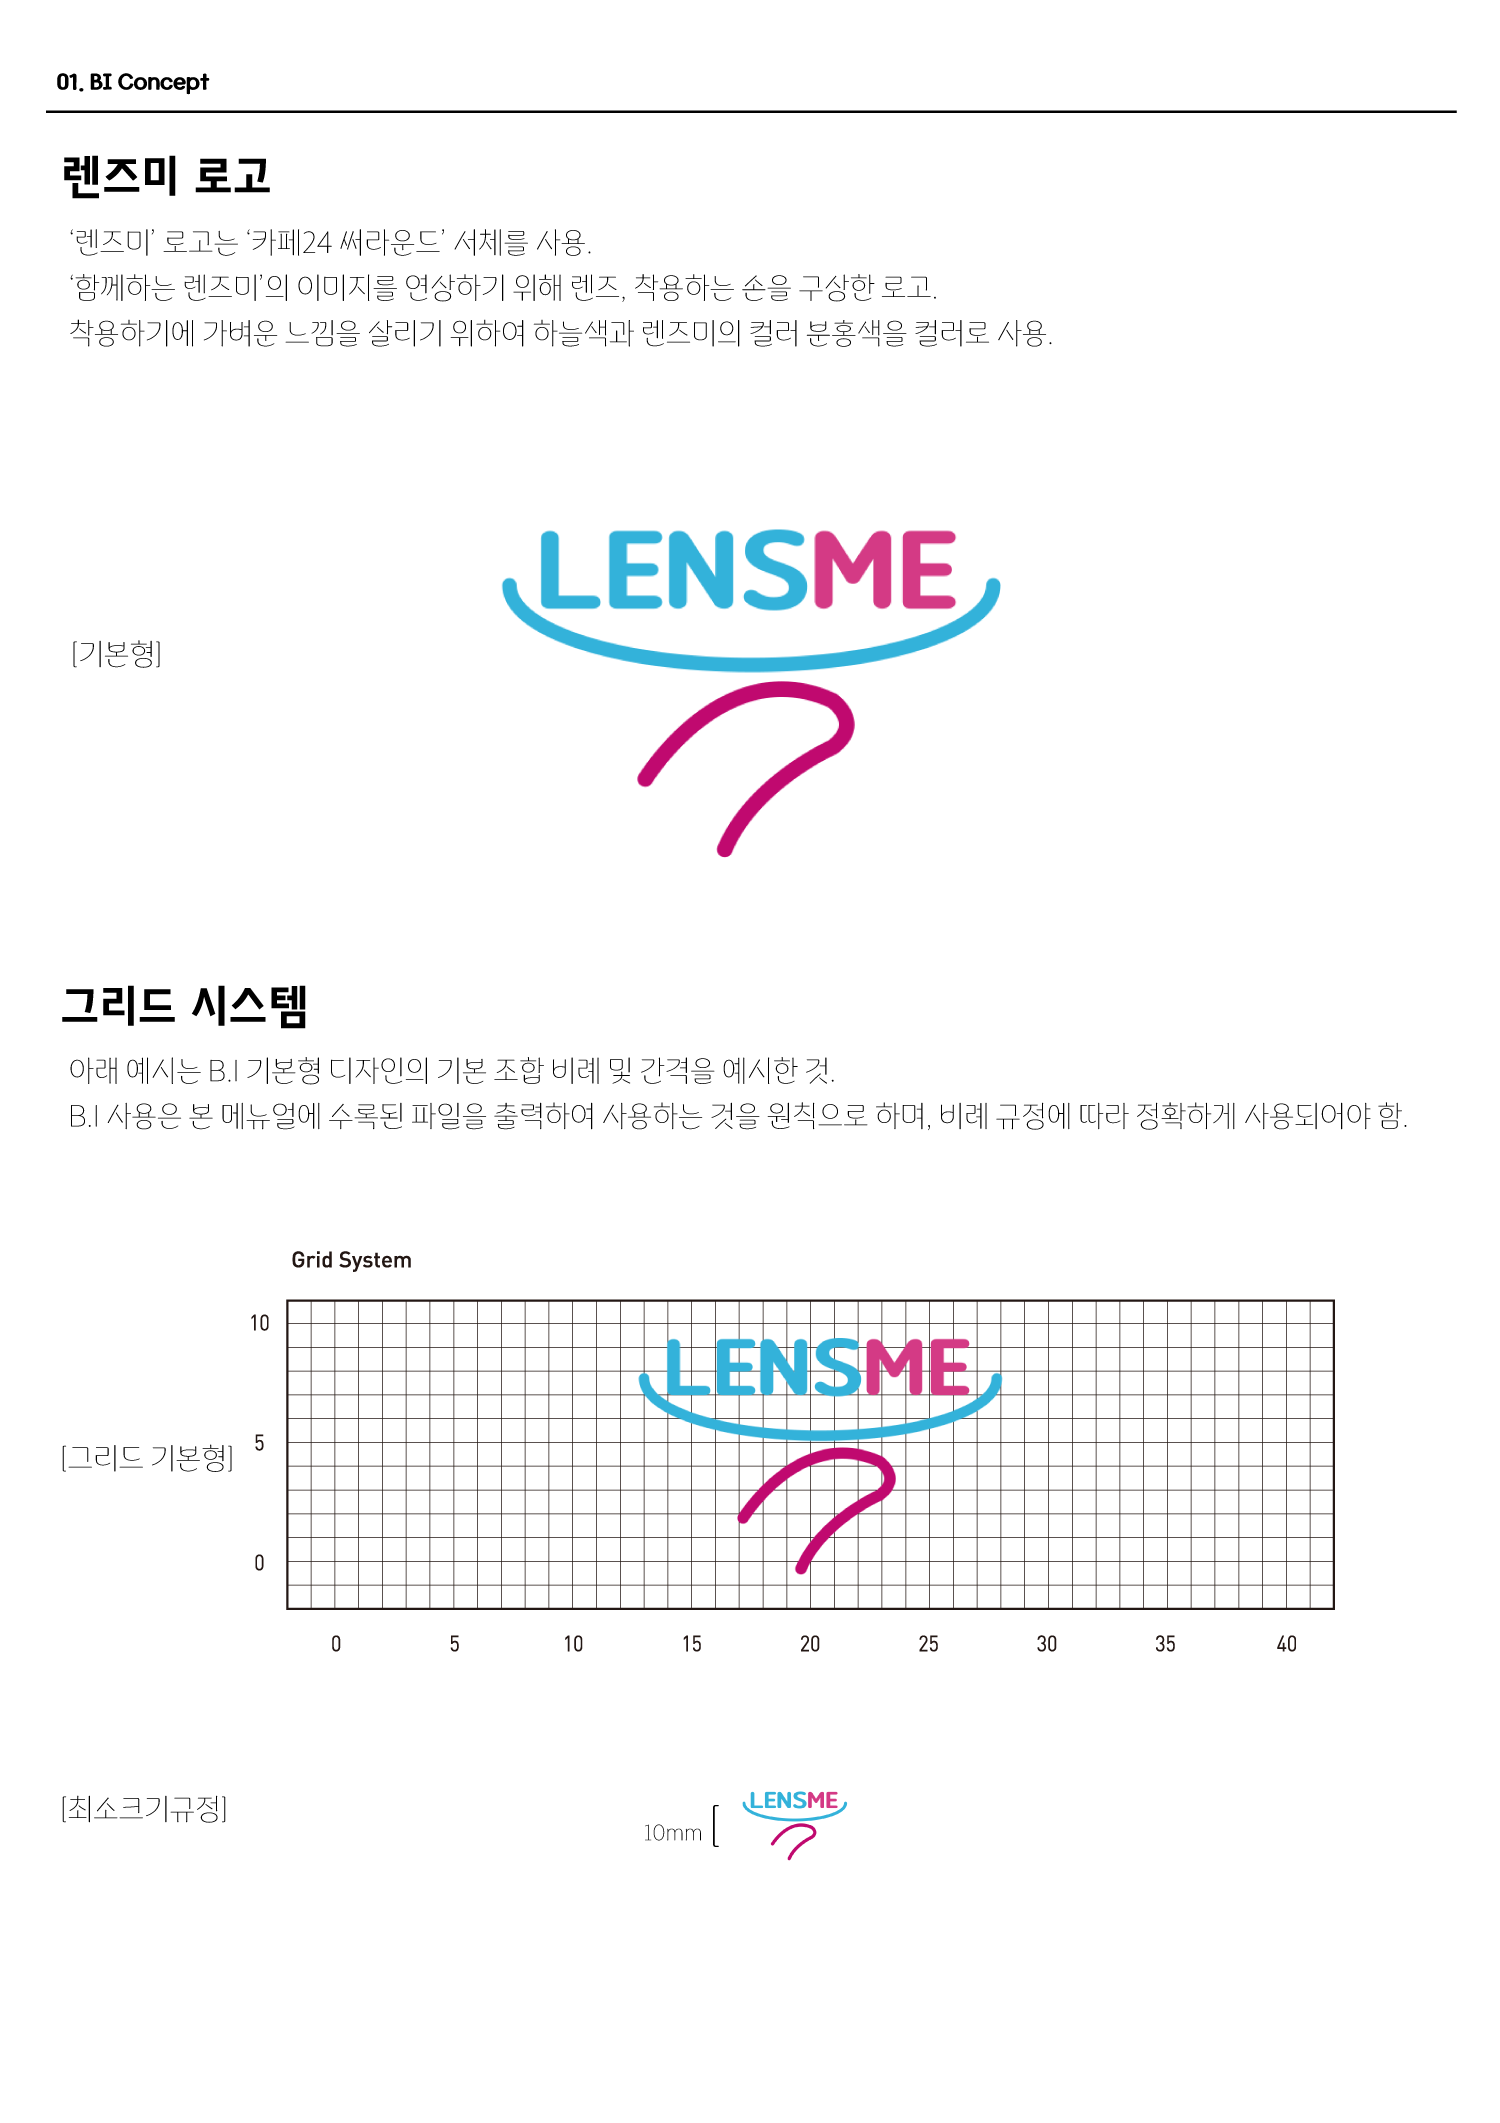 01. BI Concept
렌즈미 로고
‘렌즈미’ 로고는 ‘카페24 써라운드’ 서체를 사용.
‘함께하는 렌즈미’의 이미지를 연상하기 위해 렌즈, 착용하는 손을 구상한 로고.
착용하기에 가벼운 느낌을 살리기 위하여 하늘색과 렌즈미의 컬러 분홍색을 컬러로 사용.
LENSME
[기본형]
그리드 시스템
아래 예시는 B.I 기본형 디자인의 기본 조합 비례 및 간격을 예시한 것.
B.I 사용은 본 메뉴얼에 수록된 파일을 출력하여 사용하는 것을 원칙으로 하며, 비례 규정에 따라 정확하게 사용되어야 함.
Grid System
10
LENSME
5
[그리드 기본형]
0
0 5 10 15 20 25 30 35 40
[최소크기규정]
LENSME
10mm